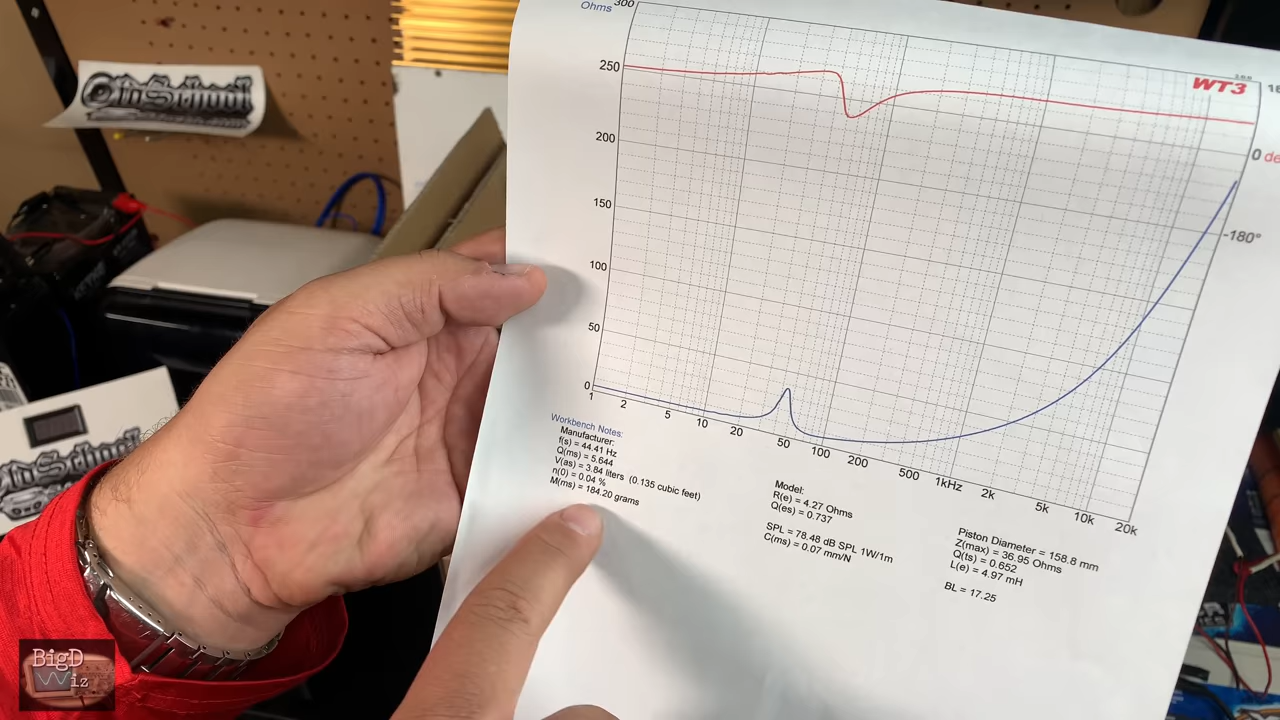 Ohms
300
250
200
150
100
50
0
WT3
180
0 de
-180°
1
2
5
10
20
50
100
200
500
1kHz
2k
5k
10k
20k
Workbench Notes:
Manufacturer:
f(s) = 44.41 Hz
Q(ms) = 5.644
V(as) = 3.84 liters (0.135 cubic feet)
n(0) = 0.04 %
M(ms) = 184.20 grams
Model:
R(e) = 4.27 Ohms
Q(es) = 0.737
SPL = 78.48 dB SPL 1W/1m
C(ms) = 0.07 mm/N
Piston Diameter = 158.8 mm
Z(max) = 36.95 Ohms
Q(ts) = 0.652
L(e) = 4.97 mH
BL = 17.25
OldSchool
OldSchool
BigD
Wiz